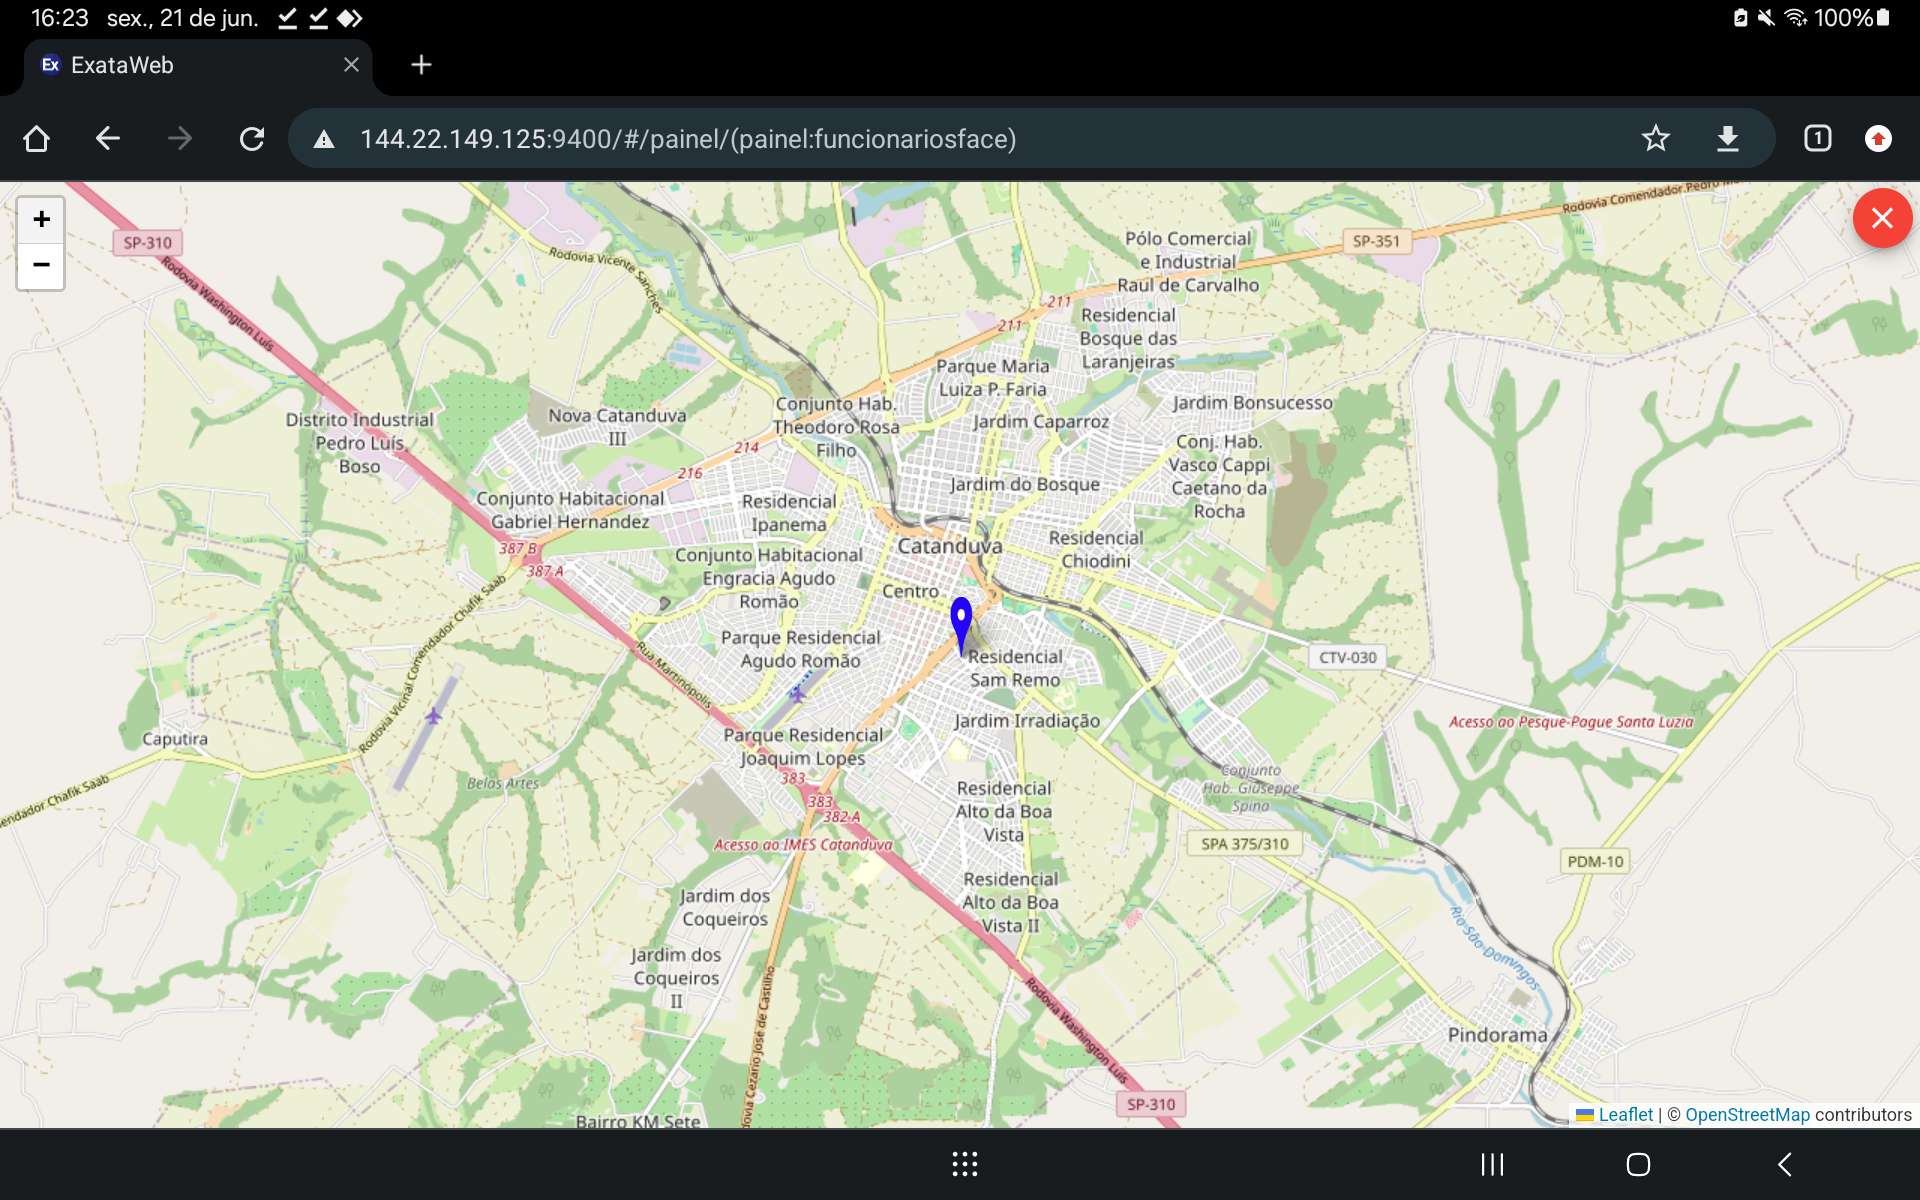 16:23 sex., 21 de jun. 100%
ExataWeb
144.22.149.125:9400/#/painel/(painel:funcionariosface)
1
+
−
SP-310
Rodovia Washington Luís
Rodovia Vicente Sanches
Pólo Comercial
e Industrial
Raul de Carvalho
SP-351
Rodovia Comendador Pedro
211
211
Residencial
Bosque das
Laranjeiras
Parque Maria
Luiza P. Faria
Distrito Industrial
Pedro Luís
Boso
Nova Catanduva
III
Conjunto Hab.
Theodoro Rosa
Filho
Jardim Caparroz
Jardim Bonsucesso
214
216
Conj. Hab.
Vasco Cappi
Caetano da
Rocha
Jardim do Bosque
Conjunto Habitacional
Gabriel Hernandez
Residencial
Ipanema
387 B
387 A
Conjunto Habitacional
Engracia Agudo
Romão
Catanduva
Residencial
Chiodini
Centro
Rodovia Vicinal Comendador Chafik Saab
Rua Martinópolis
Parque Residencial
Agudo Romão
Residencial
Sam Remo
CTV-030
Jardim Irradiação
Acesso ao Pesque-Pague Santa Luzia
Caputira
Parque Residencial
Joaquim Lopes
Belas Artes
383
383
382-A
Acesso ao IMES Catanduva
Conjunto
Hab. Giuseppe
Spina
Residencial
Alto da Boa
Vista
endador Chafik Saab
SPA 375/310
PDM-10
Residencial
Alto da Boa
Vista II
Jardim dos
Coqueiros
Jardim dos
Coqueiros
II
Rio São Domingos
Rodovia Washington Luís
dovia Cezario José de Castilho
Pindorama
SP-310
Bairro KM Sete
Leaflet | © OpenStreetMap contributors